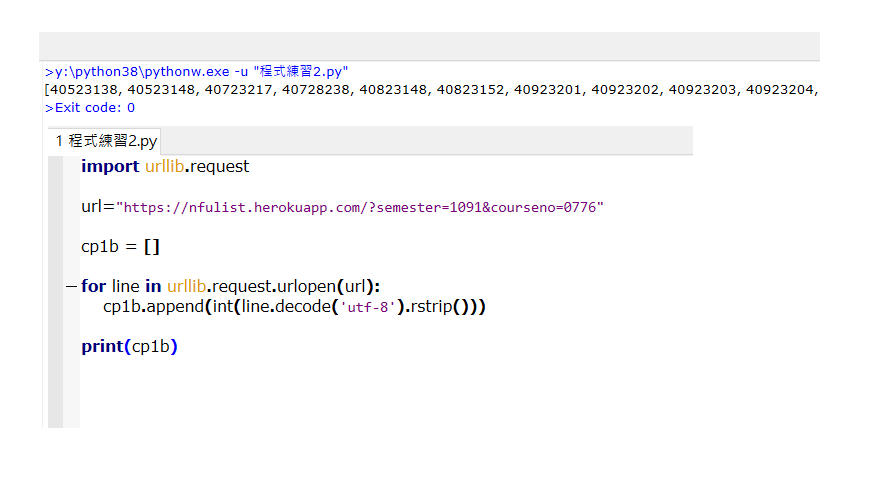 >y:\python38\pythonw.exe -u "程式練習2.py"
[40523138, 40523148, 40723217, 40728238, 40823148, 40823152, 40923201, 40923202, 40923203, 40923204,
>Exit code: 0
1 程式練習2.py
import urllib.request
url="https://nfulist.herokuapp.com/?semester=1091&courseno=0776"
cp1b = []
for line in urllib.request.urlopen(url):
cp1b.append(int(line.decode('utf-8').rstrip()))
print(cp1b)